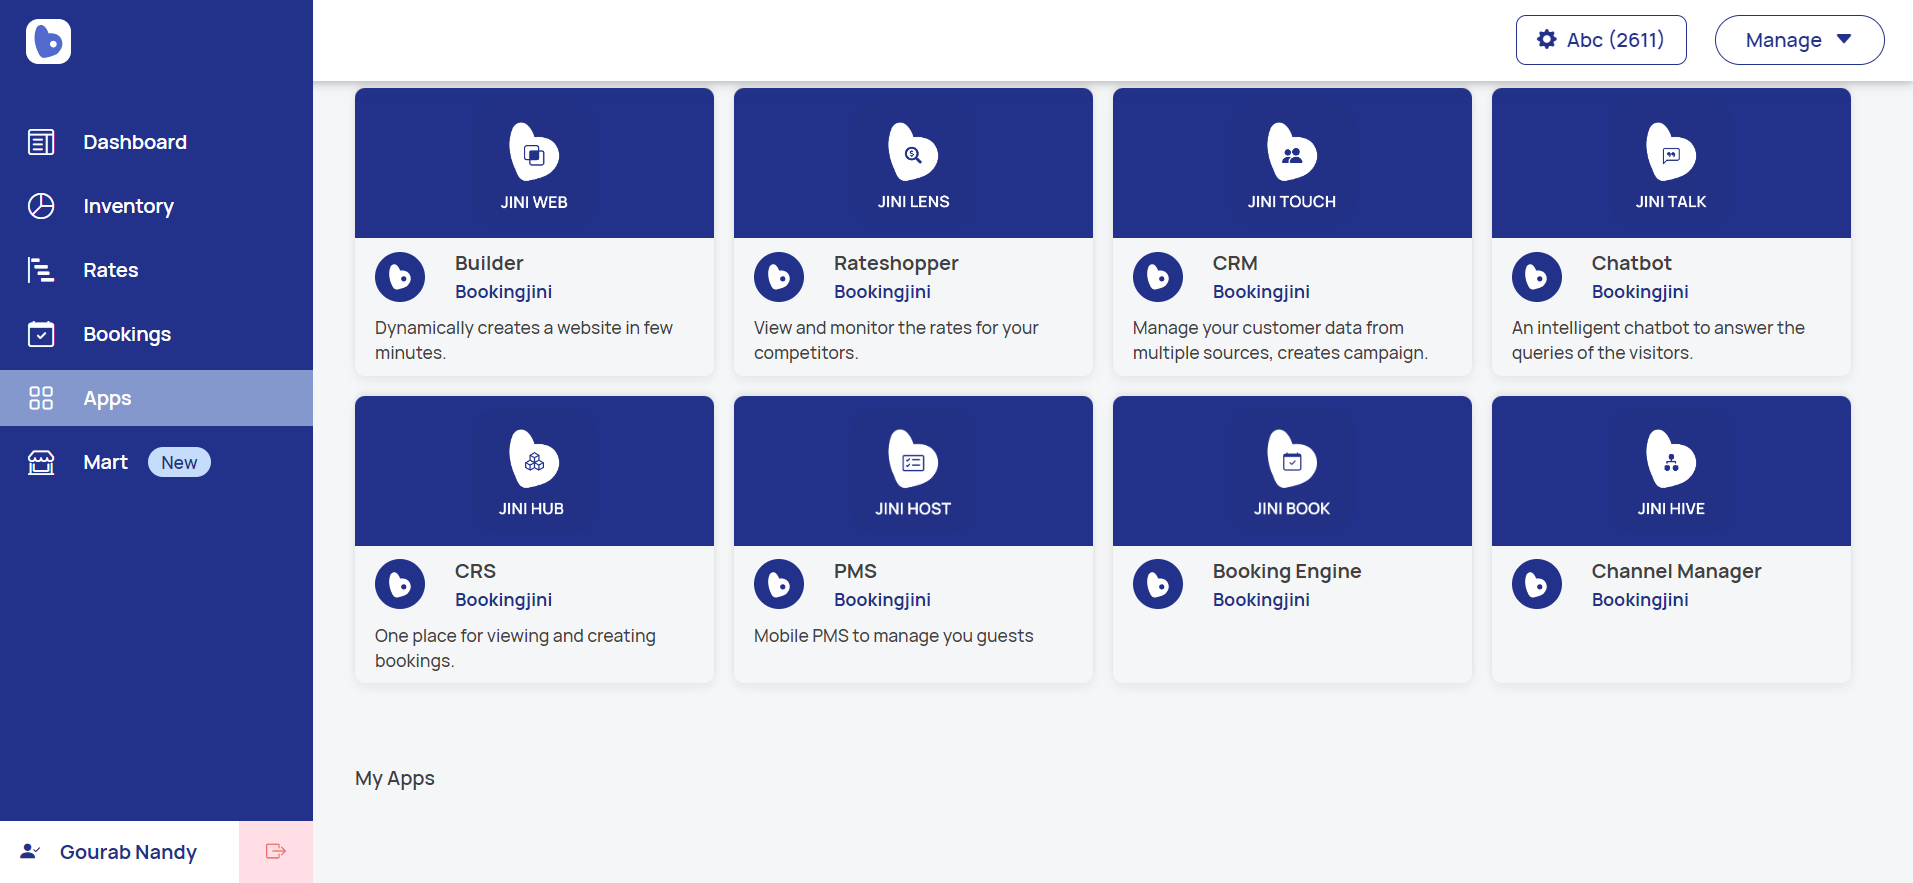 Abc (2611)
Manage
Dashboard
Inventory
Rates
Bookings
Apps
Mart New
Gourab Nandy
JINI WEB
Builder
Bookingjini
Dynamically creates a website in few
minutes.
JINI LENS
Rateshopper
Bookingjini
View and monitor the rates for your
competitors.
JINI TOUCH
CRM
Bookingjini
Manage your customer data from
multiple sources, creates campaign.
JINI TALK
Chatbot
Bookingjini
An intelligent chatbot to answer the
queries of the visitors.
JINI HUB
CRS
Bookingjini
One place for viewing and creating
bookings.
JINI HOST
PMS
Bookingjini
Mobile PMS to manage you guests
JINI BOOK
Booking Engine
Bookingjini
JINI HIVE
Channel Manager
Bookingjini
My Apps